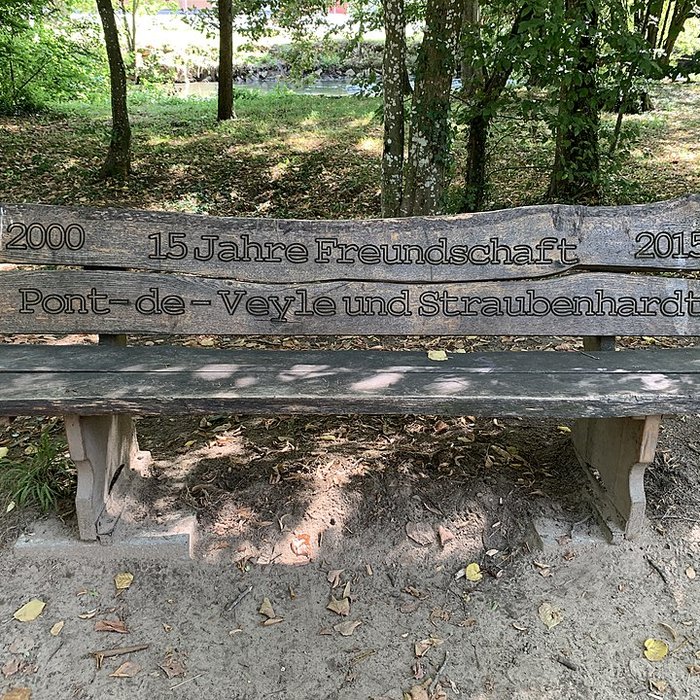 2000 15 Jahre Freundschaft 2015
Pont-de-Veyle und Straubenhardt